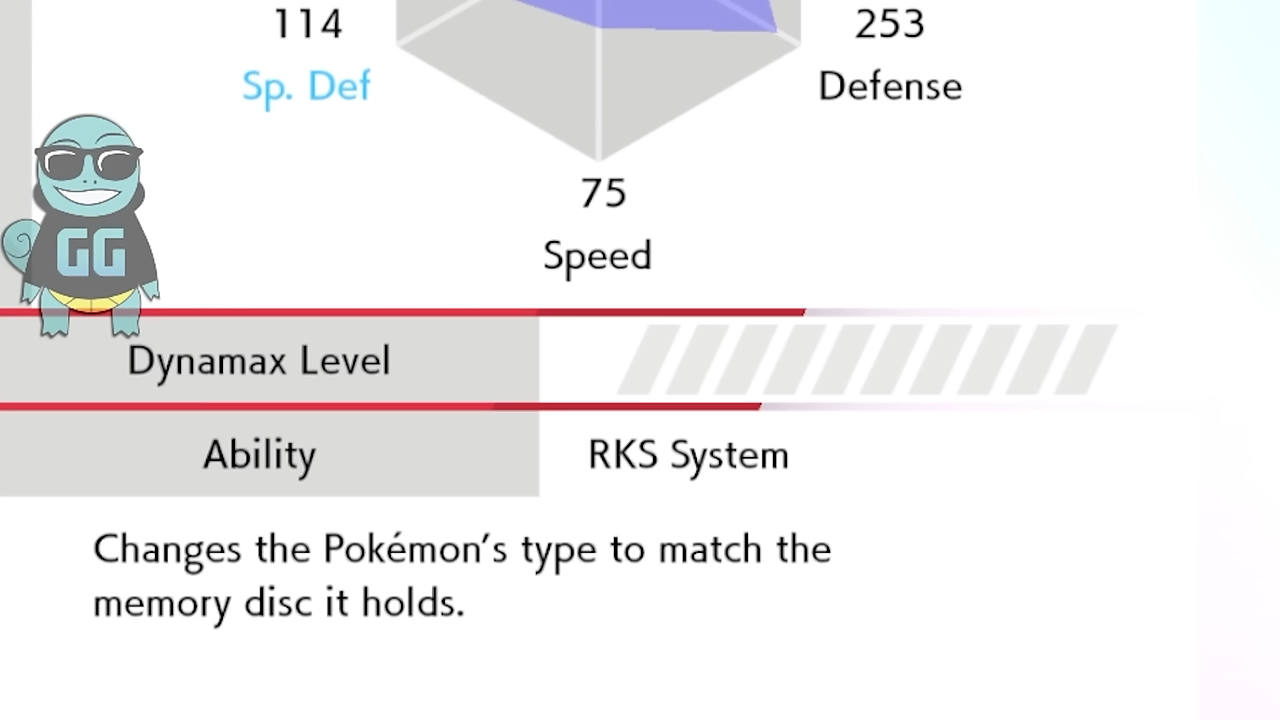 114
253
Sp. Def
Defense
75
Speed
GG
Dynamax Level
Ability
RKS System
Changes the Pokémon's type to match the
memory disc it holds.